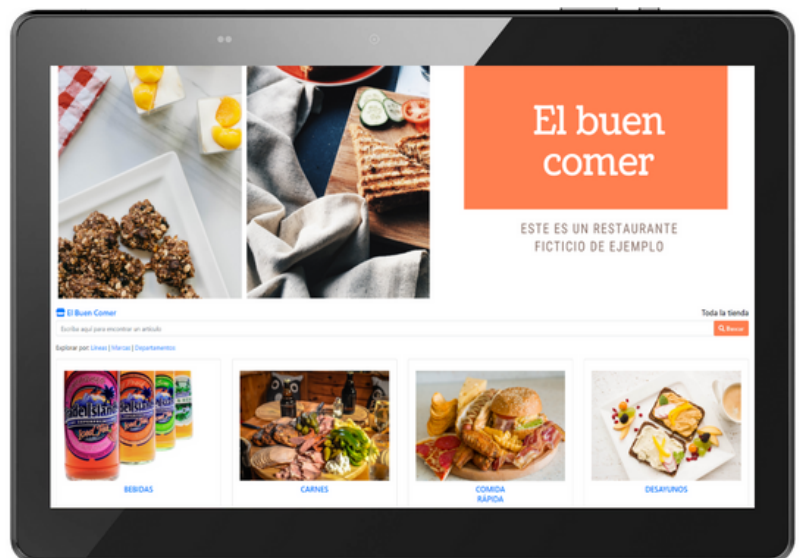 El buen
comer
ESTE ES UN RESTAURANTE
FICTICIO DE EJEMPLO
El Buen Comer
Toda la tienda
Escriba aquí para encontrar un artículo
Buscar
Explorar por: Líneas | Marcas | Departamentos
BEBIDAS
CARNES
COMIDA
RÁPIDA
DESAYUNOS